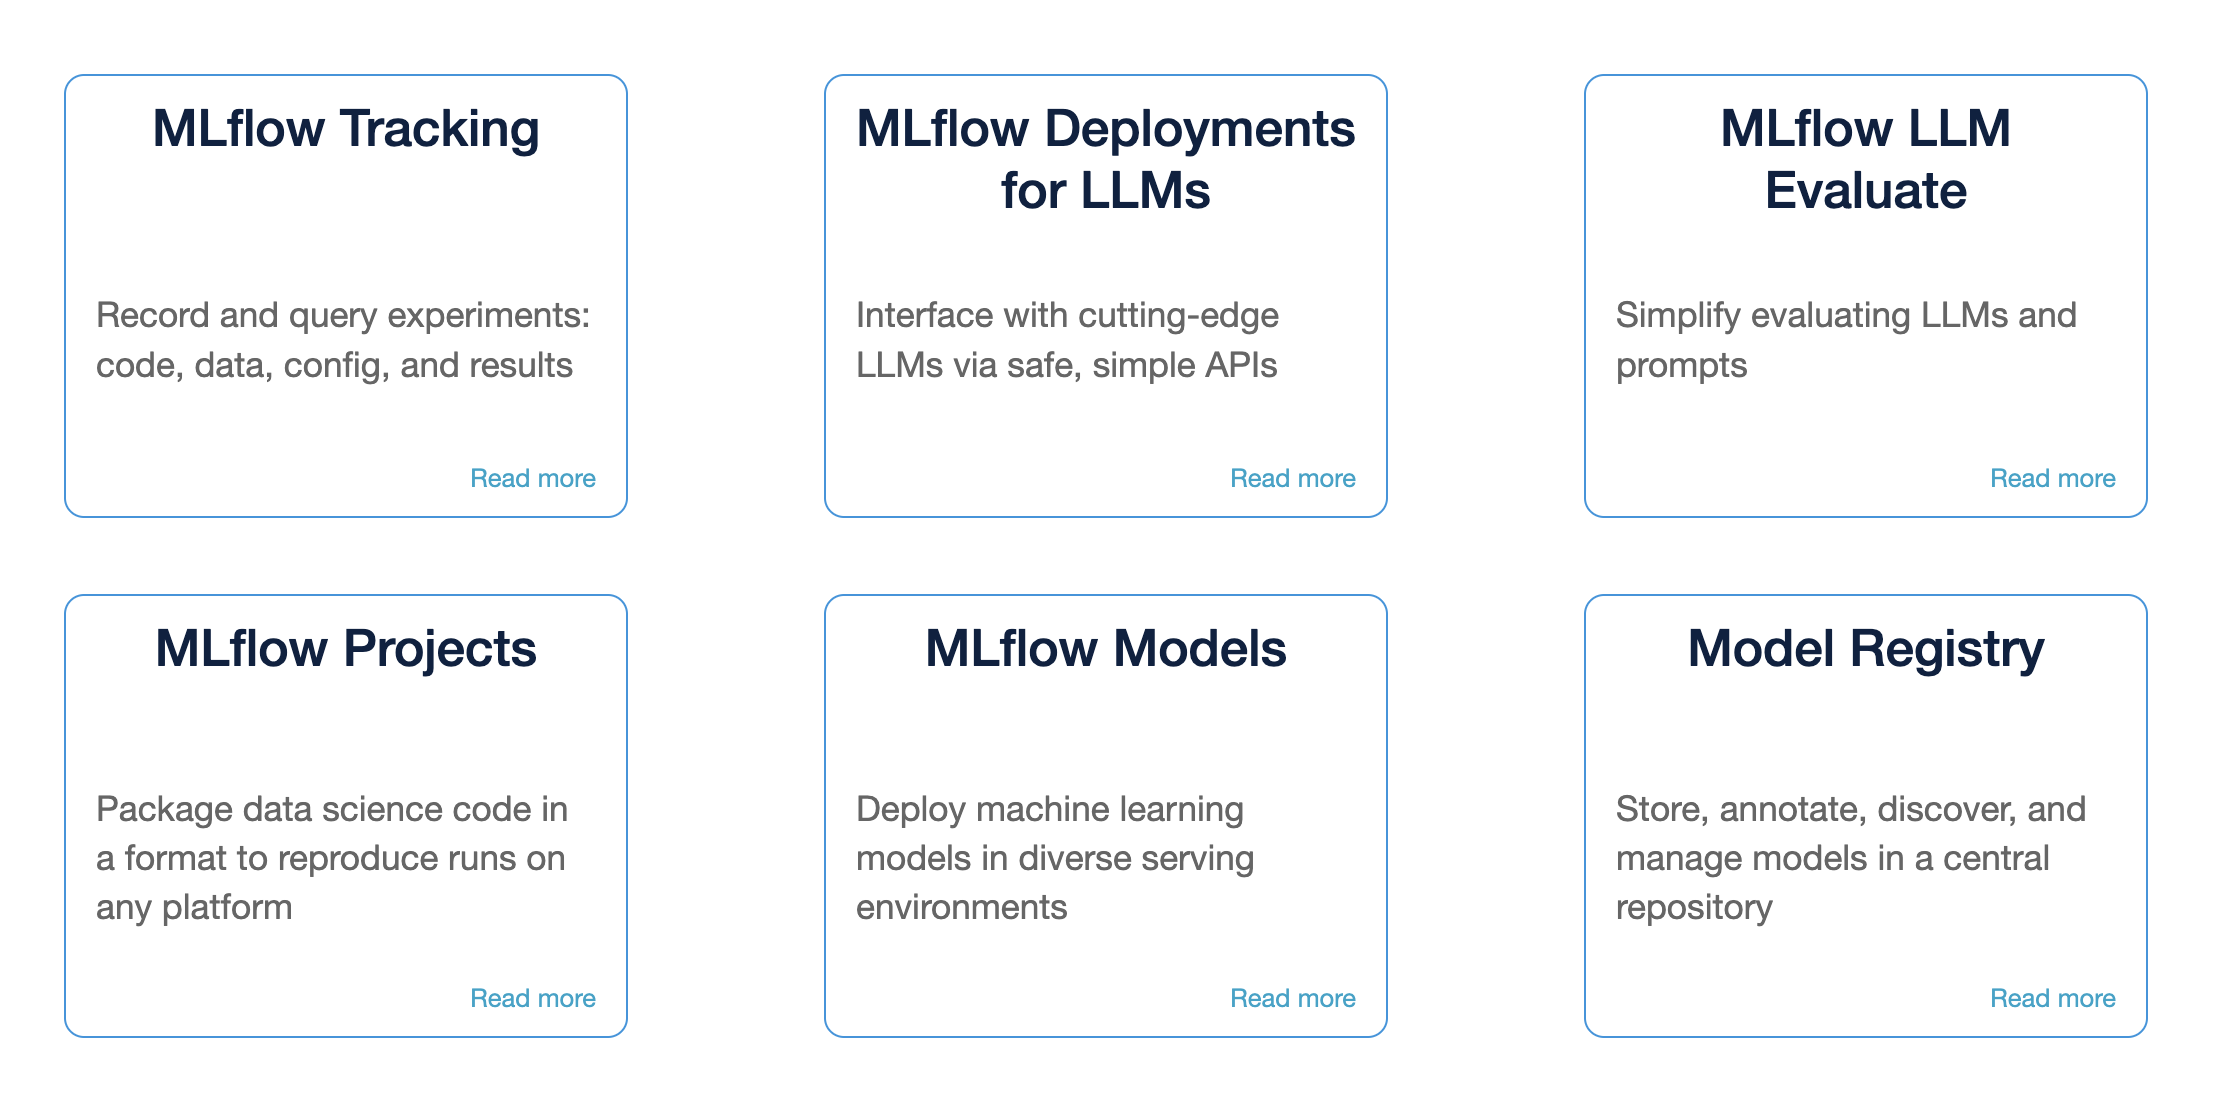 MLflow Tracking
Record and query experiments:
code, data, config, and results
Read more
MLflow Deployments
for LLMs
Interface with cutting-edge
LLMs via safe, simple APIs
Read more
MLflow LLM
Evaluate
Simplify evaluating LLMs and
prompts
Read more
MLflow Projects
Package data science code in
a format to reproduce runs on
any platform
Read more
MLflow Models
Deploy machine learning
models in diverse serving
environments
Read more
Model Registry
Store, annotate, discover, and
manage models in a central
repository
Read more